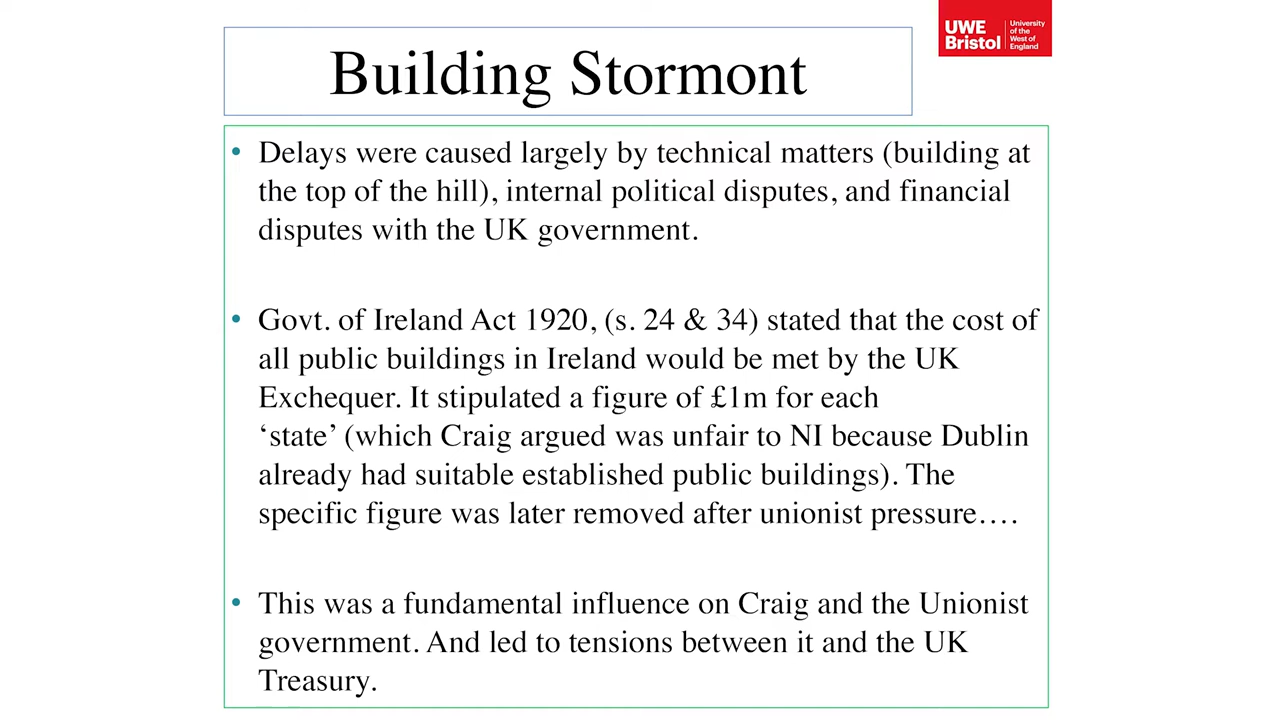 UWE
Bristol
University
of the
West of
England
Building Stormont
• Delays were caused largely by technical matters (building at
the top of the hill), internal political disputes, and financial
disputes with the UK government.
• Govt. of Ireland Act 1920, (s. 24 & 34) stated that the cost of
all public buildings in Ireland would be met by the UK
Exchequer. It stipulated a figure of £1m for each
‘state’ (which Craig argued was unfair to NI because Dublin
already had suitable established public buildings). The
specific figure was later removed after unionist pressure….
• This was a fundamental influence on Craig and the Unionist
government. And led to tensions between it and the UK
Treasury.